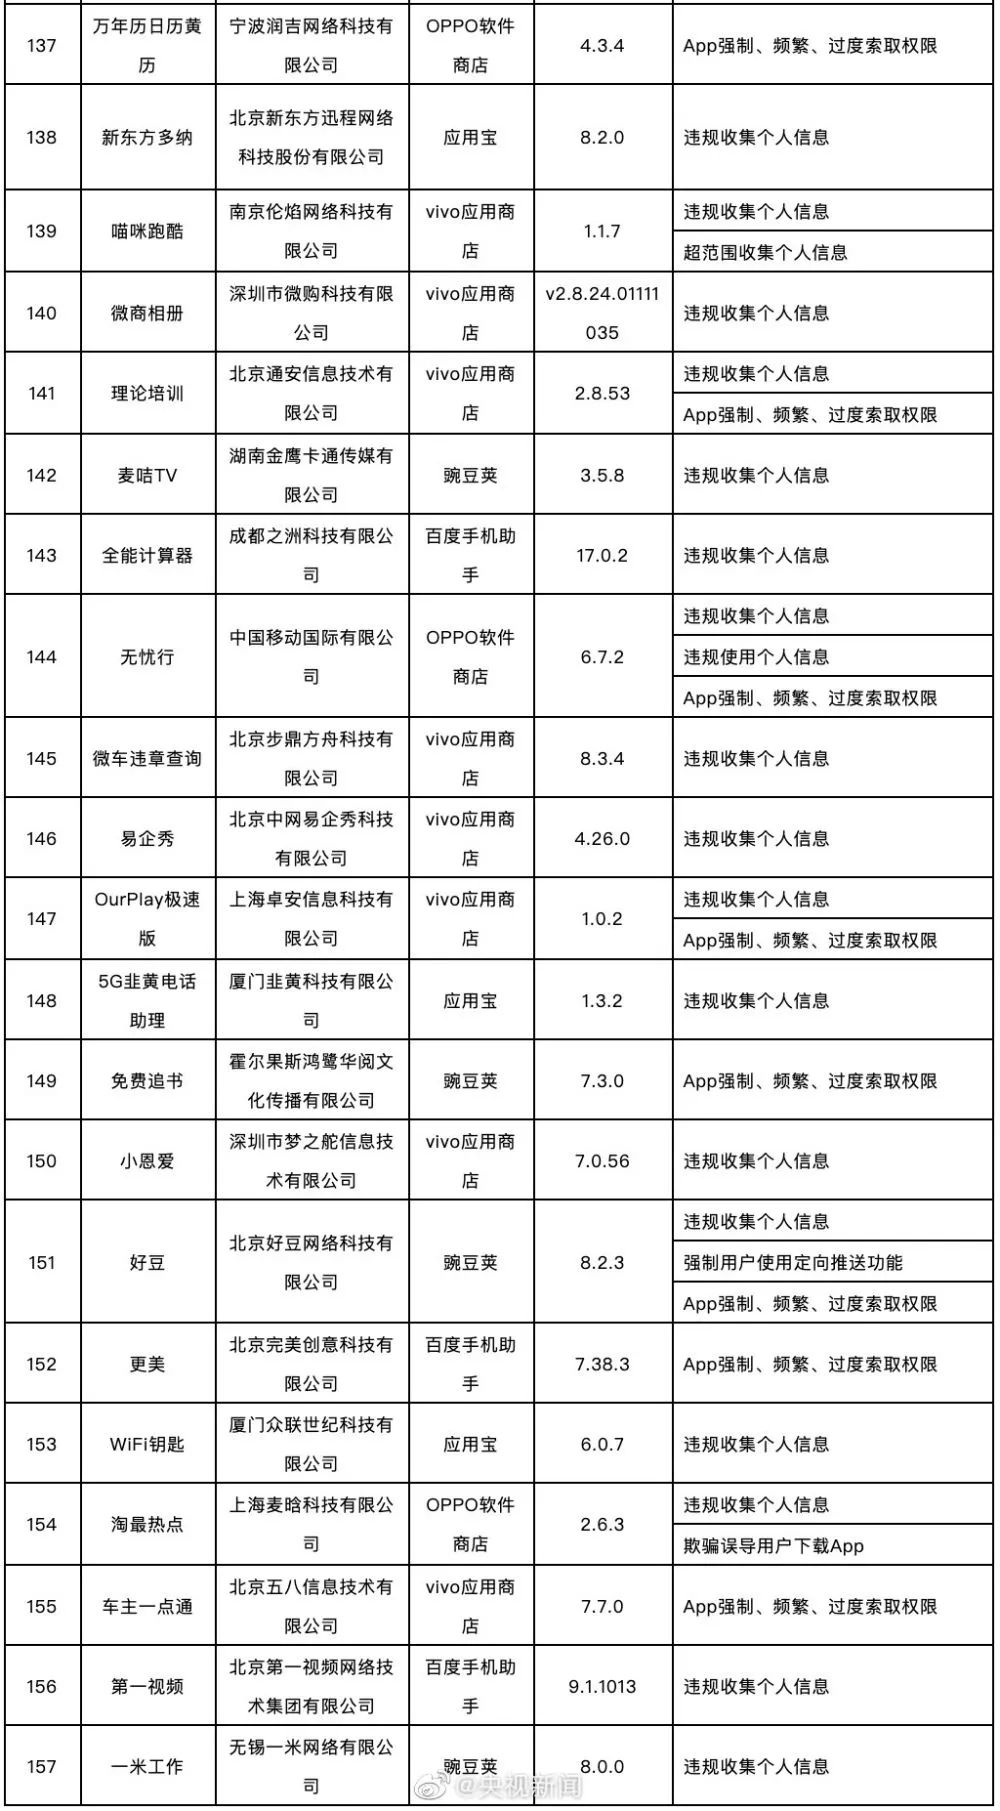 137
万年历日历黄
历
宁波润吉网络科技有
限公司
OPPO软件
商店
4.3.4
App强制、频繁、过度索取权限
138
新东方多纳
北京新东方迅程网络
科技股份有限公司
应用宝
8.2.0
违规收集个人信息
139
喵咪跑酷
南京伦焰网络科技有
限公司
vivo应用商
店
1.1.7
违规收集个人信息
超范围收集个人信息
140
微商相册
深圳市微购科技有限
公司
vivo应用商
店
v2.8.24.01111
035
违规收集个人信息
141
理论培训
北京通安信息技术有
限公司
vivo应用商
店
2.8.53
违规收集个人信息
App强制、频繁、过度索取权限
142
麦咭TV
湖南金鹰卡通传媒有
限公司
豌豆荚
3.5.8
违规收集个人信息
143
全能计算器
成都之洲科技有限公
司
百度手机助
手
17.0.2
违规收集个人信息
144
无忧行
中国移动国际有限公
司
OPPO软件
商店
6.7.2
违规收集个人信息
违规使用个人信息
App强制、频繁、过度索取权限
145
微车违章查询
北京步鼎方舟科技有
限公司
vivo应用商
店
8.3.4
违规收集个人信息
146
易企秀
北京中网易企秀科技
有限公司
vivo应用商
店
4.26.0
违规收集个人信息
147
OurPlay极速
版
上海卓安信息科技有
限公司
vivo应用商
店
1.0.2
违规收集个人信息
App强制、频繁、过度索取权限
148
5G韭黄电话
助理
厦门韭黄科技有限公
司
应用宝
1.3.2
违规收集个人信息
149
免费追书
霍尔果斯鸿鹭华阅文
化传播有限公司
豌豆荚
7.3.0
App强制、频繁、过度索取权限
150
小恩爱
深圳市梦之舵信息技
术有限公司
vivo应用商
店
7.0.56
违规收集个人信息
151
好豆
北京好豆网络科技有
限公司
豌豆荚
8.2.3
违规收集个人信息
强制用户使用定向推送功能
App强制、频繁、过度索取权限
152
更美
北京完美创意科技有
限公司
百度手机助
手
7.38.3
App强制、频繁、过度索取权限
153
WiFi钥匙
厦门众联世纪科技有
限公司
应用宝
6.0.7
违规收集个人信息
154
淘最热点
上海麦晗科技有限公
司
OPPO软件
商店
2.6.3
违规收集个人信息
欺骗误导用户下载App
155
车主一点通
北京五八信息技术有
限公司
vivo应用商
店
7.7.0
App强制、频繁、过度索取权限
156
第一视频
北京第一视频网络技
术集团有限公司
百度手机助
手
9.1.1013
违规收集个人信息
157
一米工作
无锡一米网络有限公
司
豌豆荚
8.0.0
违规收集个人信息
@央视新闻